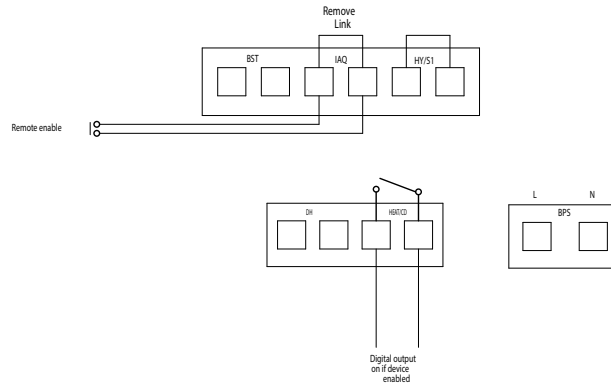 Remove
Link
BST IAQ HY/S1
Remote enable
DH HEAT/CD
L N
BPS
Digital output
on if device
enabled